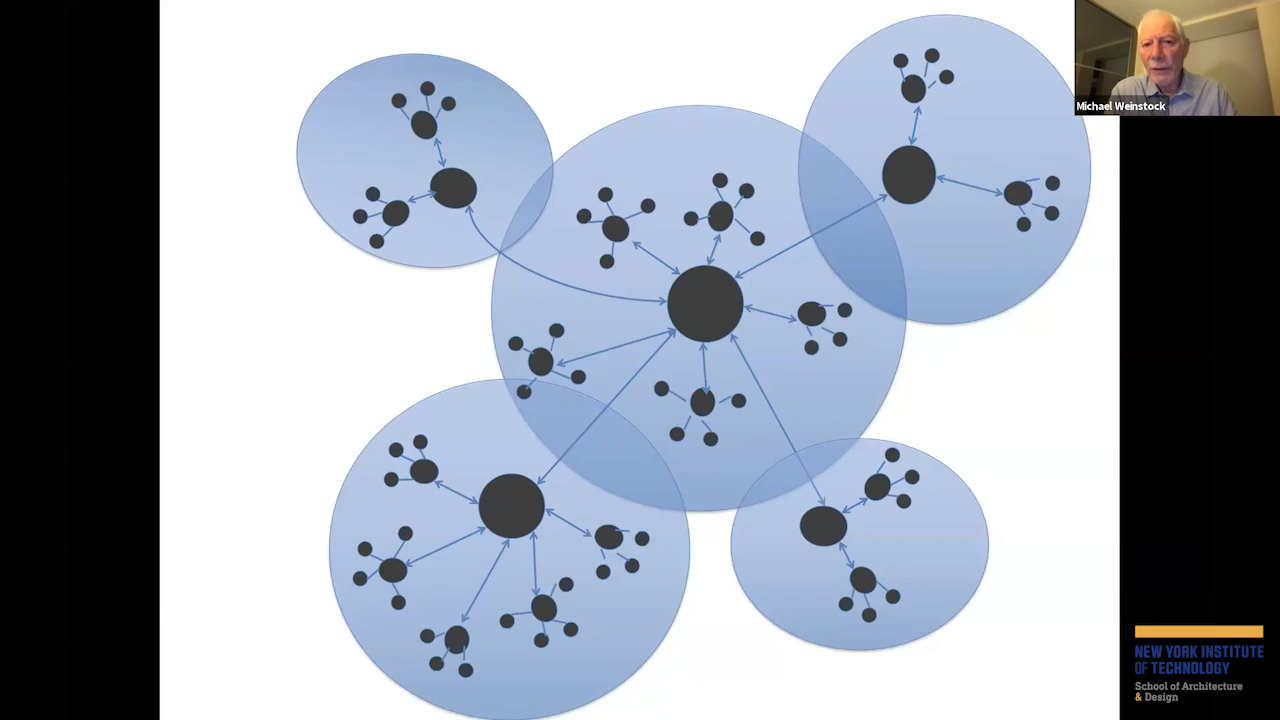 Michael Weinstock
NEW YORK INSTITUTE
OF TECHNOLOGY
School of Architecture
& Design